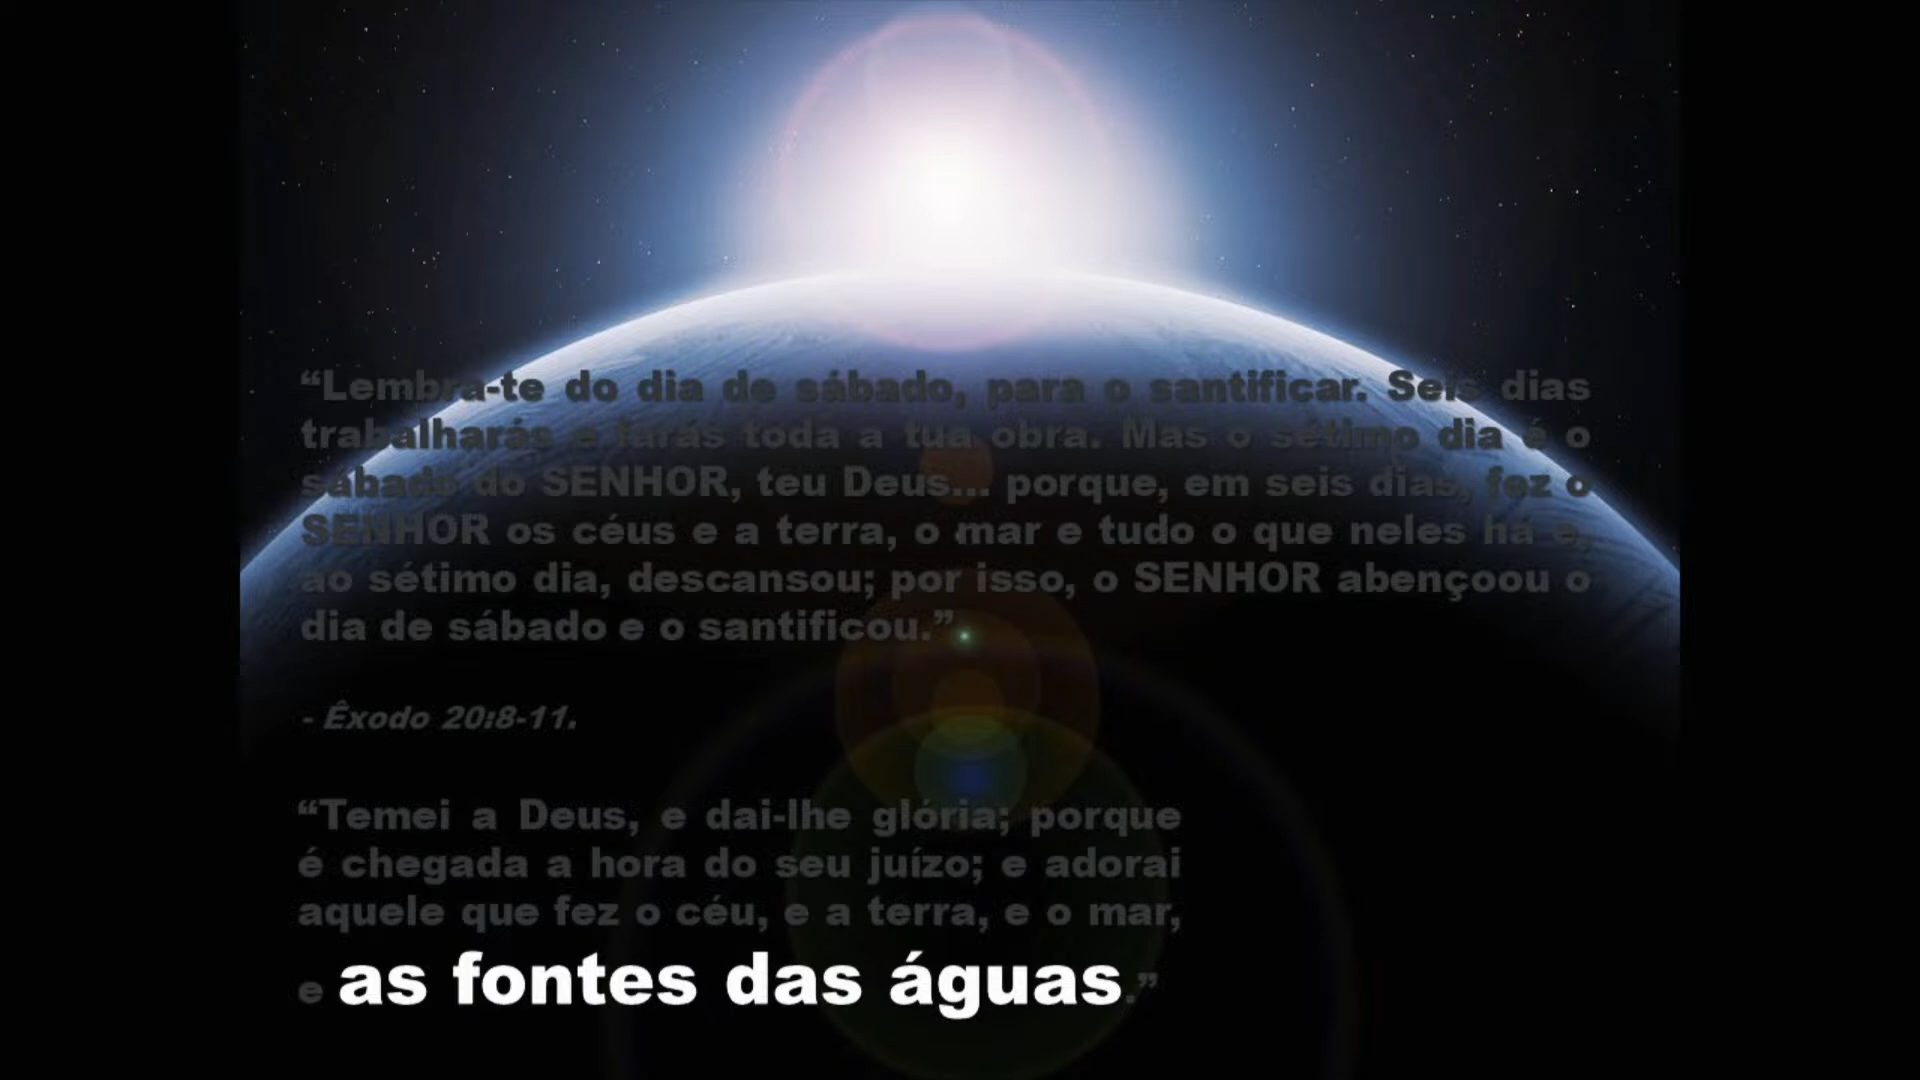 “Lembra-te do dia de sábado, para o santificar. Seis dias
trabalharás e farás toda a tua obra. Mas o sétimo dia é o
sábado do SENHOR, teu Deus... porque, em seis dias, fez o
SENHOR os céus e a terra, o mar e tudo o que neles há e,
ao sétimo dia, descansou; por isso, o SENHOR abençoou o
dia de sábado e o santificou.”
- Êxodo 20:8-11.
“Temei a Deus, e dai-lhe glória; porque
é chegada a hora do seu juízo; e adorai
aquele que fez o céu, e a terra, e o mar,
e as fontes das águas.”